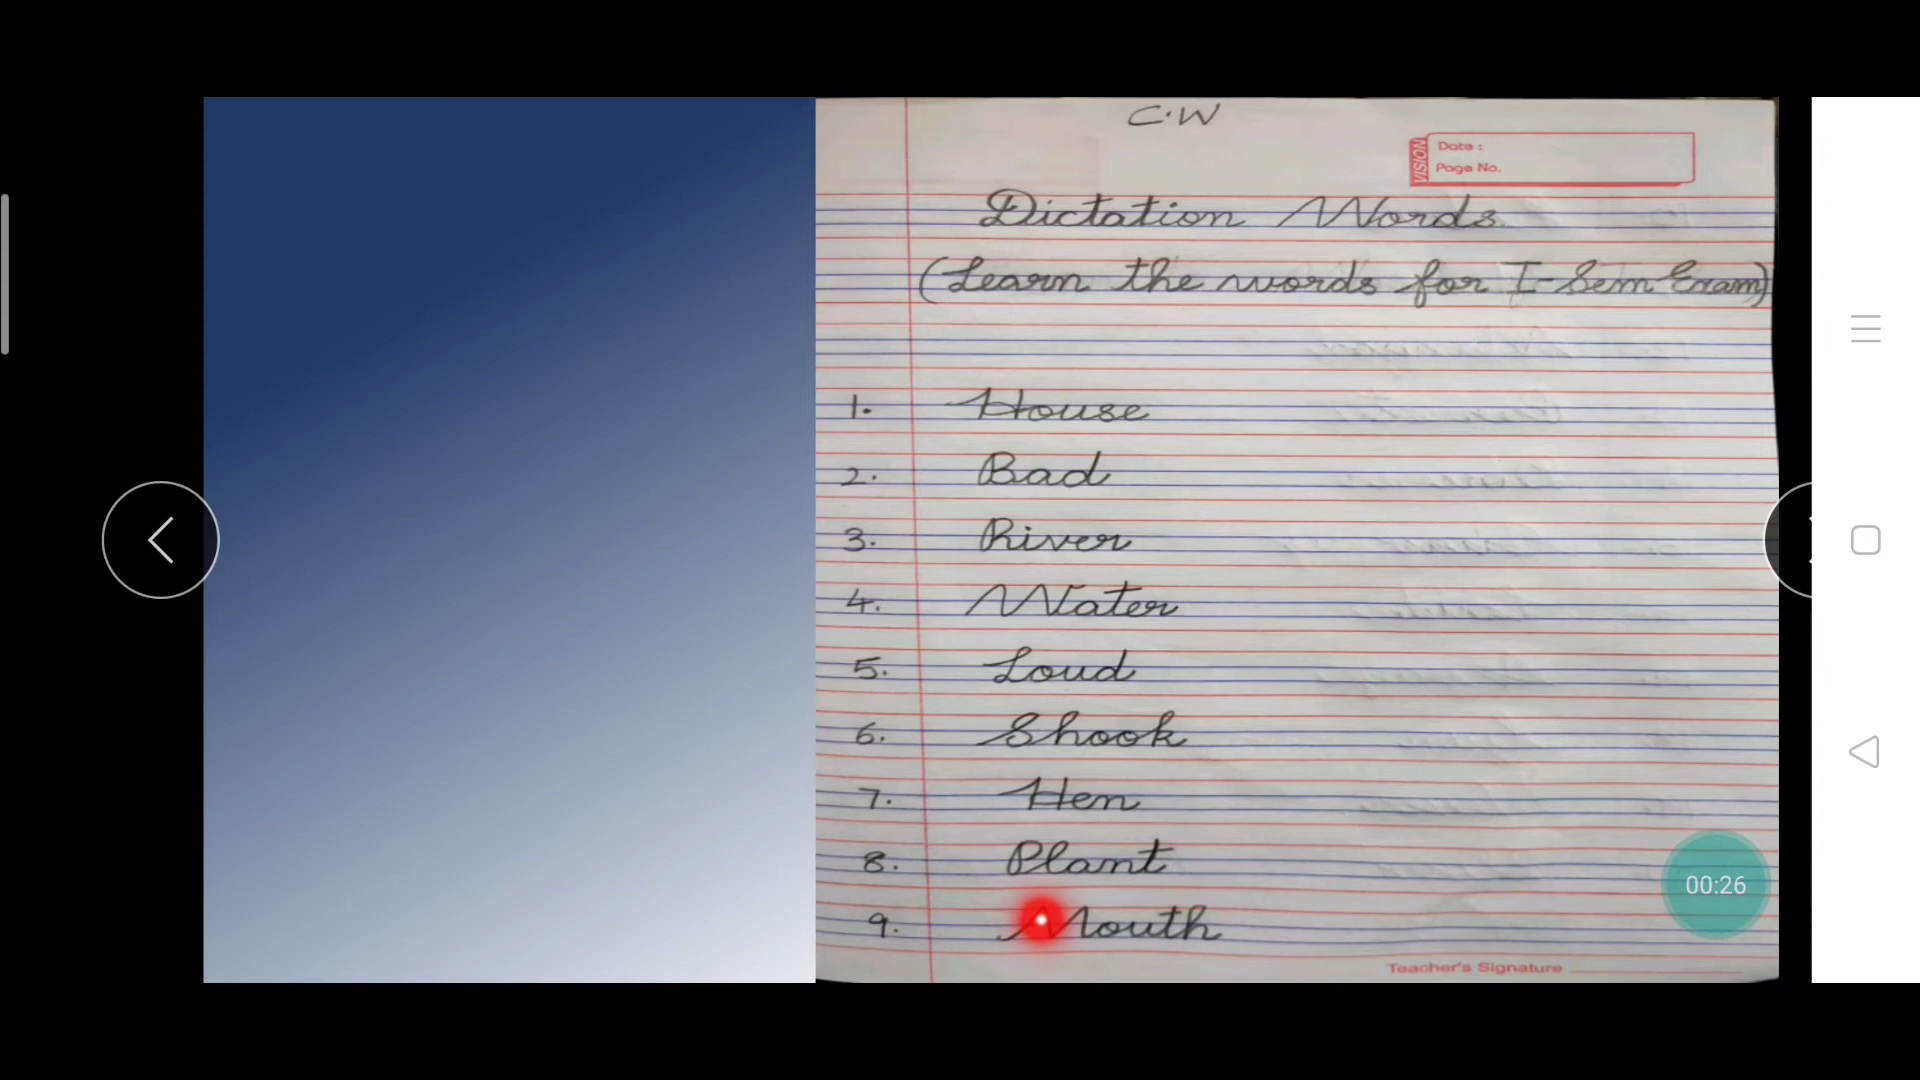 C.W
VISION
Date :
Page No.
Dictation Words.
(Learn the words for I-Sem Exam)
1. House
2. Bad
3. River
4. Water
5. Loud
6. Shook
7. Hen
8. Plant
9. Mouth
00:26
Teacher's Signature